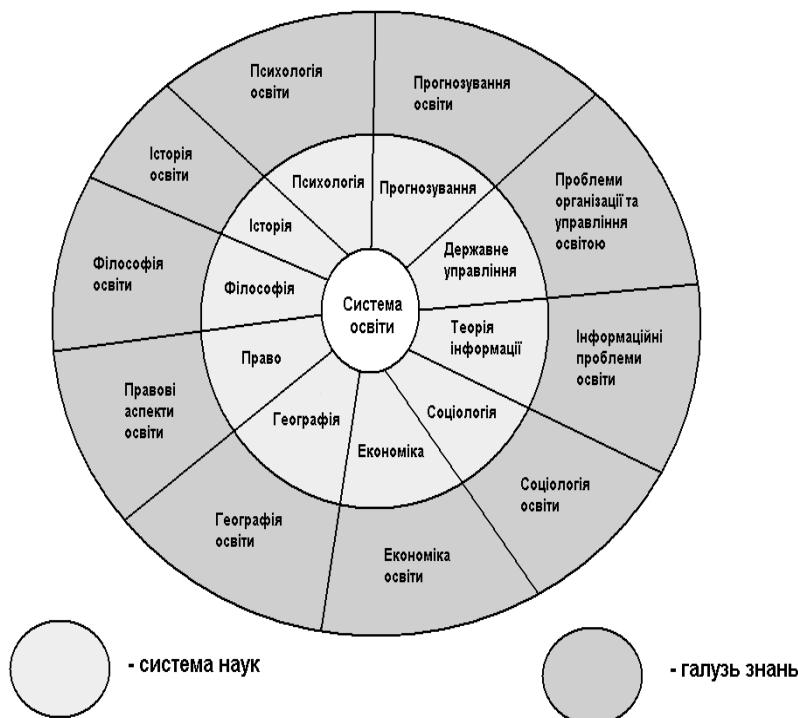 Психологія
освіти
Прогнозування
освіти
Історія
освіти
Психологія
Прогнозування
Проблеми
організації та
управління
освітою
Історія
Державне
управління
Філософія
освіти
Філософія
Система
освіти
Теорія
інформації
Інформаційні
проблеми
освіти
Право
Правові
аспекти
освіти
Географія
Соціологія
Економіка
Соціологія
освіти
Географія
освіти
Економіка
освіти
- система наук
- галузь знань